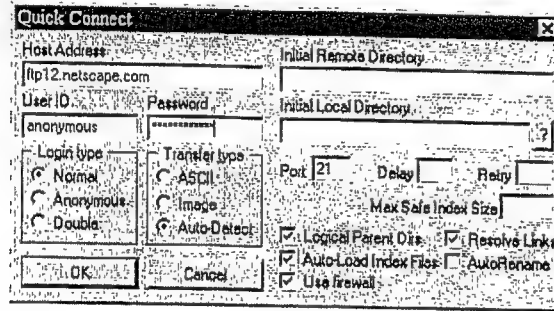 Quick Connect
Host Address
ftp12.netscape.com
Initial Remote Directory
User ID
Password
Initial Local Directory
anonymous
**********
?
Login type
Normal
Anonymous
Double
Transfer type
ASCII
Image
Auto-Detect
Port 21 Delay Retry
Max Safe Index Size
Logical Parent Dirs
Resolve Links
Auto-Load Index Files
AutoRename
Use firewall
OK
Cancel